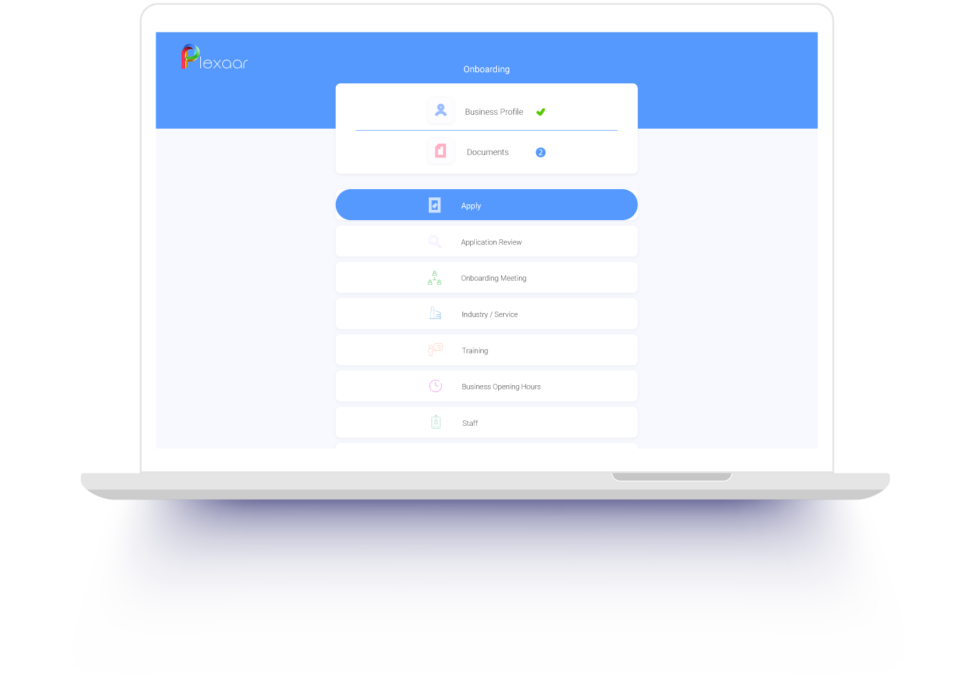 Plexaar
Onboarding
Business Profile
Documents 2
Apply
Application Review
Onboarding Meeting
Industry / Service
Training
Business Opening Hours
Staff